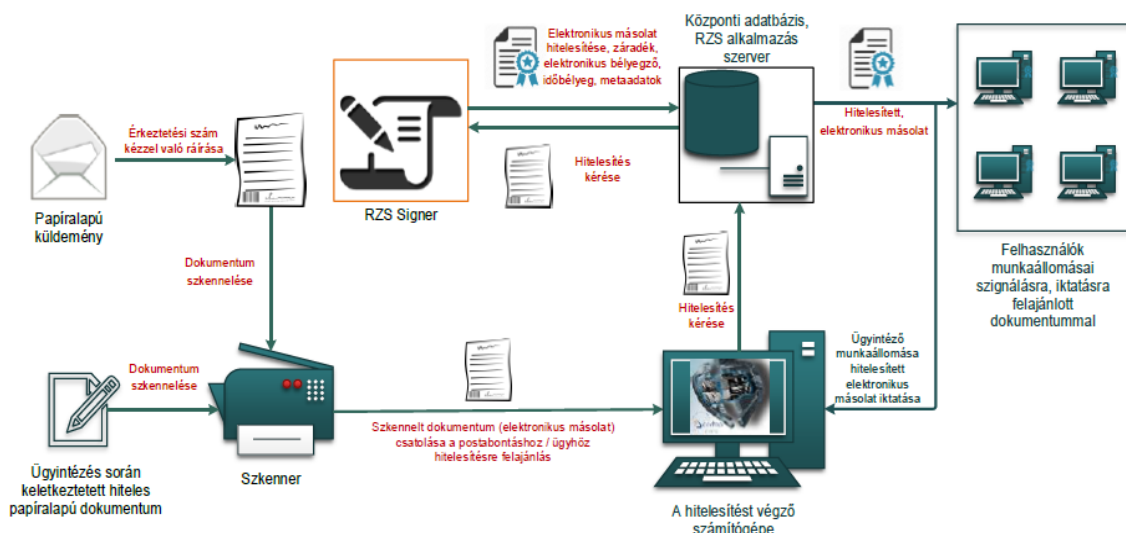 Elektronikus másolat
hitelesítése, záradék,
elektronikus bélyegző,
időbélyeg, metaadatok
Központi adatbázis,
RZS alkalmazás
szerver
Hitelesített,
elektronikus másolat
Érkeztetési szám
kézzel való ráírása
Hitelesítés
kérése
Papíralapú
küldemény
RZS Signer
Dokumentum
szkennelése
Felhasználók
munkaállomásai
szignálásra, iktatásra
felajánlott
dokumentummal
Hitelesítés
kérése
Dokumentum
szkennelése
Ügyintéző
munkaállomása
hitelesített
elektronikus
másolat iktatása
Szkennelt dokumentum (elektronikus másolat)
csatolása a postabontáshoz / ügyhöz
hitelesítésre felajánlás
Ügyintézés során
keletkeztetett hiteles
papíralapú dokumentum
Szkenner
A hitelesítést végző
számítógépe